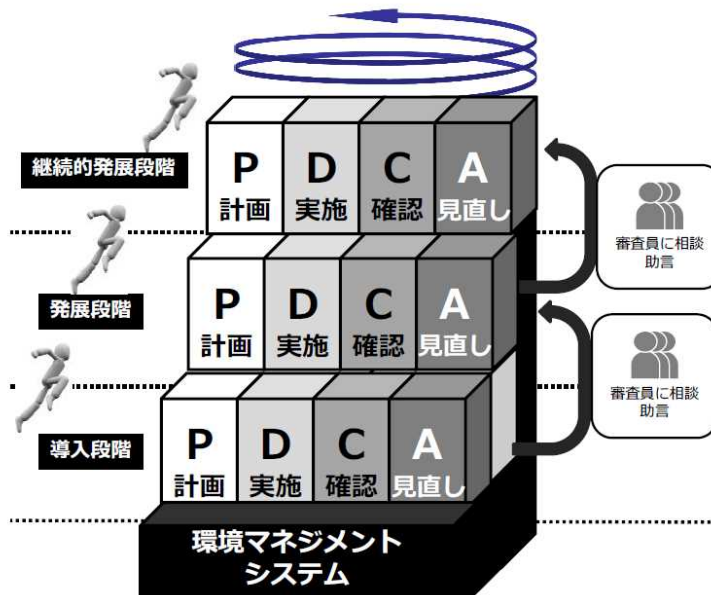 継続的発展段階
P
計画
D
実施
C
確認
A
見直し
審査員に相談
助言
発展段階
P
計画
D
実施
C
確認
A
見直し
審査員に相談
助言
導入段階
P
計画
D
実施
C
確認
A
見直し
環境マネジメント
システム